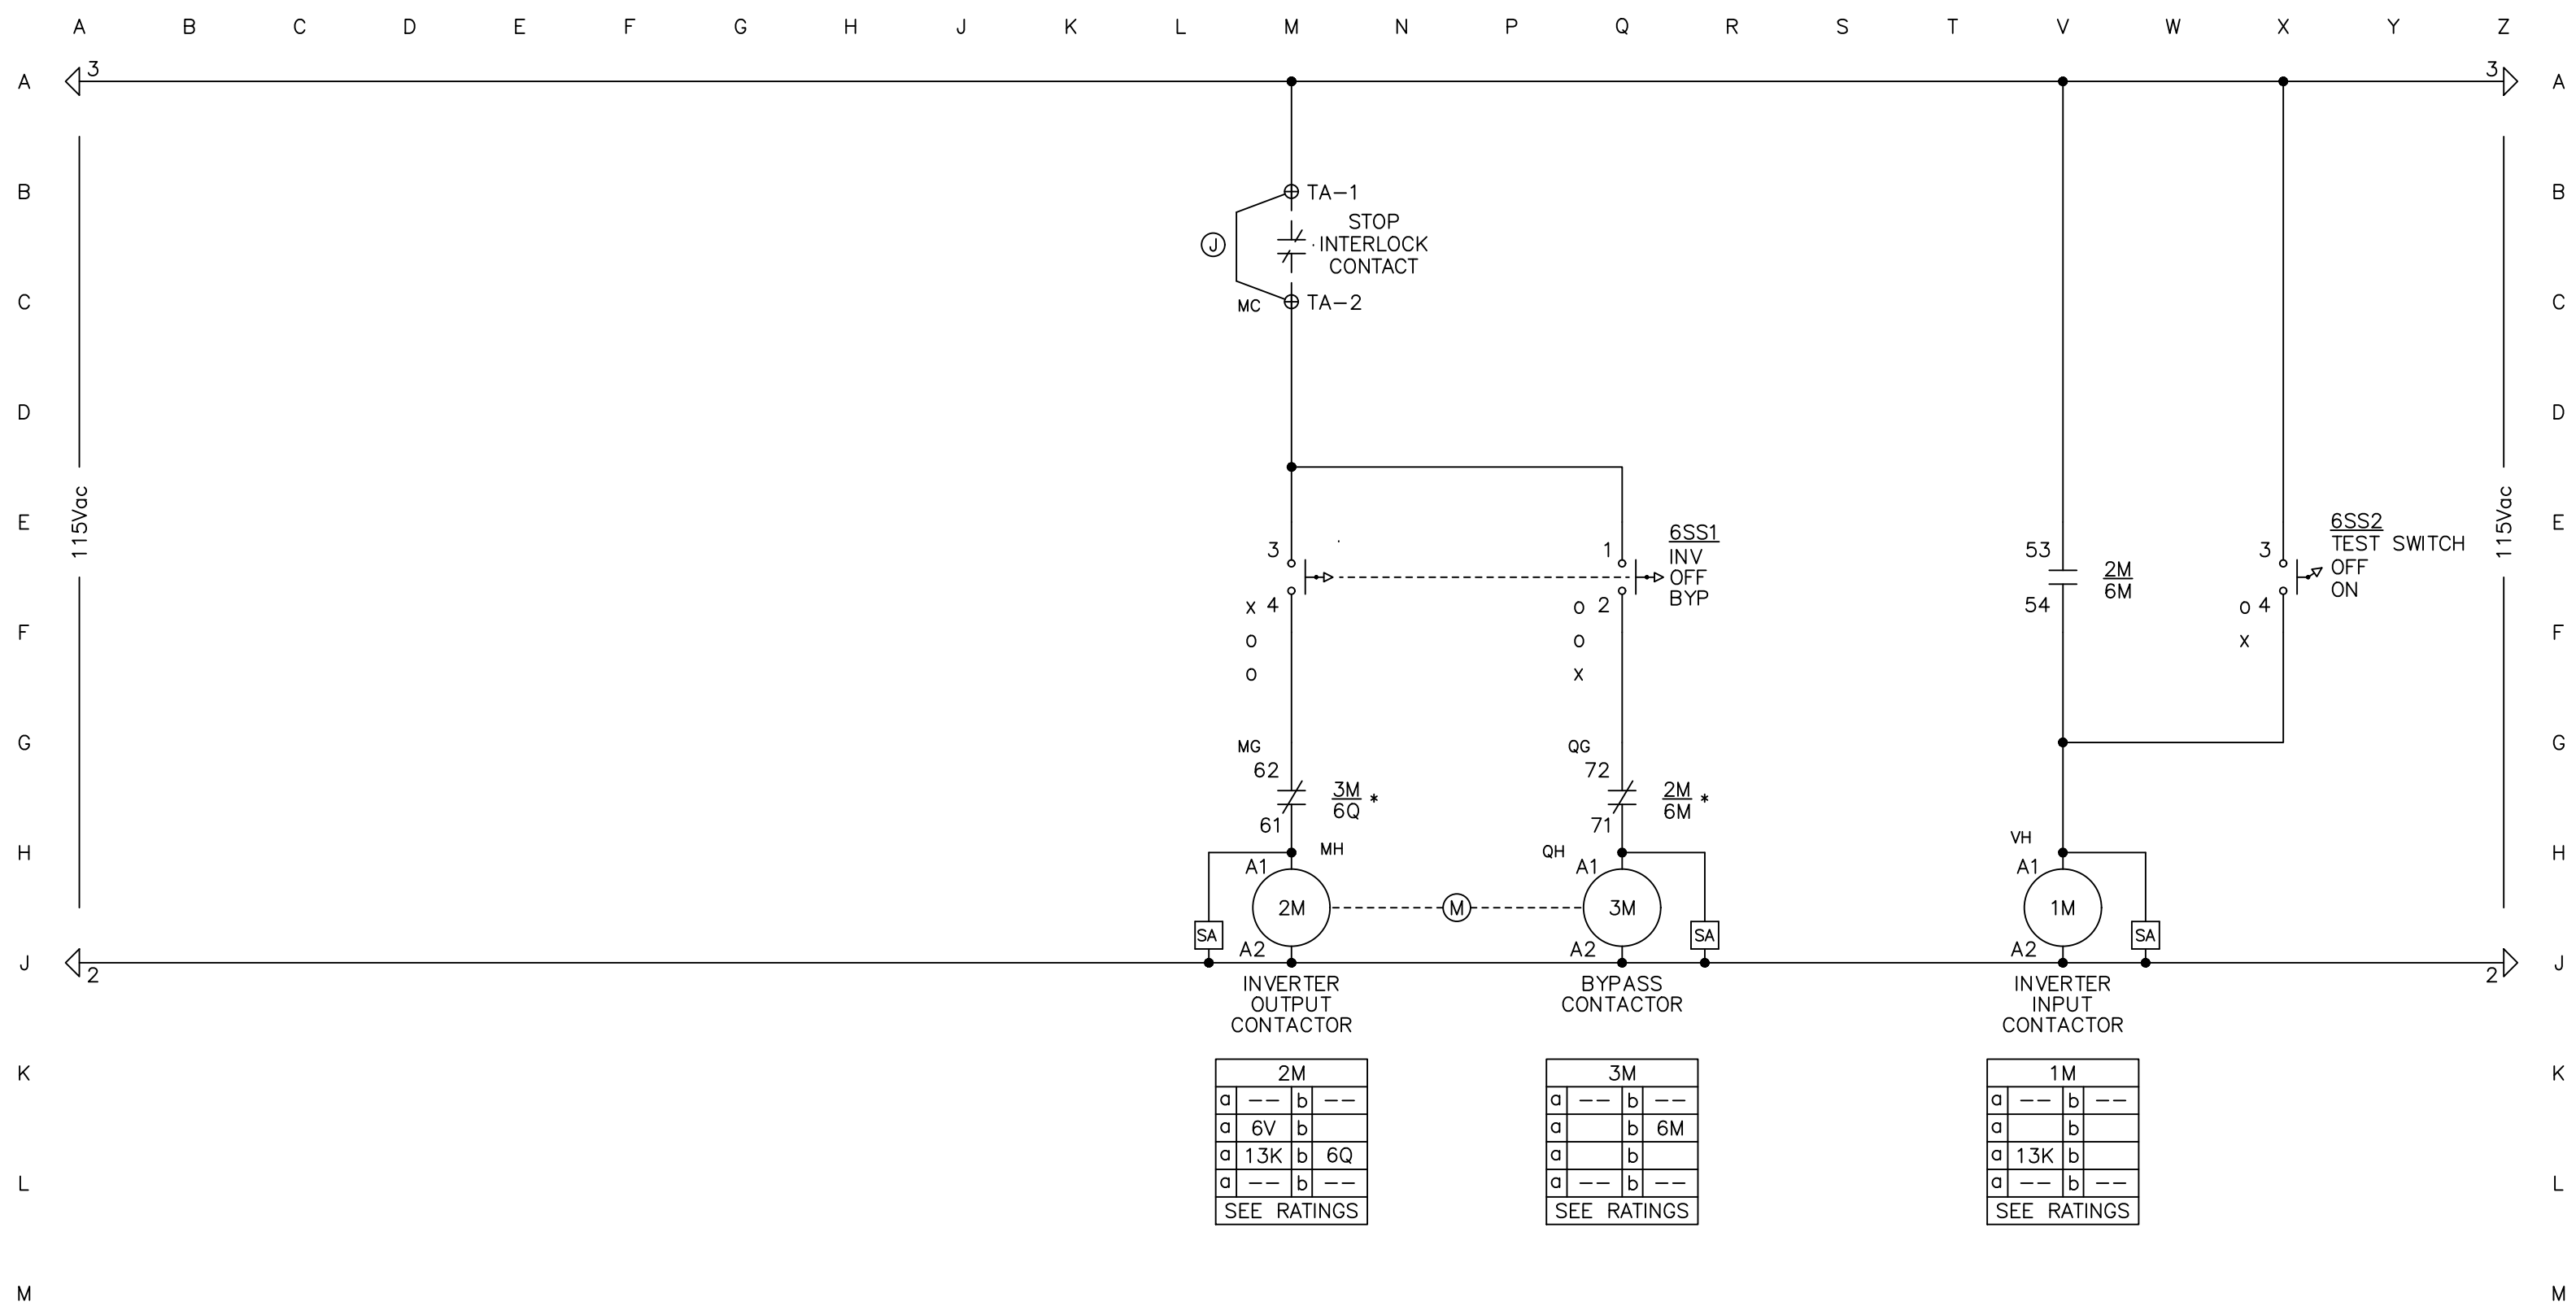 A B C D E F G H J K L M N P Q R S T V W X Y Z
A 3 3 A
B TA-1 B
STOP
J INTERLOCK
CONTACT
C MC TA-2 C
D D
115Vac
115Vac
E E
6SS1
INV
OFF
BYP
3
X 4
O
O
1
O 2
O
X
53
54
2M
6M
6SS2
TEST SWITCH
OFF
ON
3
O 4
X
F F
G MG QG G
62
61
3M *
6Q
72
71
2M *
6M
H MH QH VH H
A1 A1 A1
2M M 3M 1M
SA SA SA
A2 A2 A2
J 2 2 J
INVERTER
OUTPUT
CONTACTOR
BYPASS
CONTACTOR
INVERTER
INPUT
CONTACTOR
K K
2M
a -- b --
a 6V b
a 13K b 6Q
a -- b --
SEE RATINGS
3M
a -- b --
a b 6M
a b
a -- b --
SEE RATINGS
1M
a -- b --
a b
a 13K b
a -- b --
SEE RATINGS
L L
M M